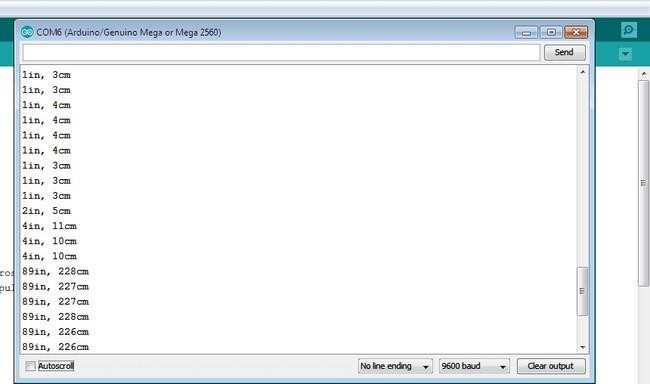 COM6 (Arduino/Genuino Mega or Mega 2560)
Send
1in, 3cm
1in, 3cm
1in, 4cm
1in, 4cm
1in, 4cm
1in, 4cm
1in, 3cm
1in, 3cm
1in, 3cm
2in, 5cm
4in, 11cm
4in, 10cm
4in, 10cm
89in, 228cm
89in, 227cm
89in, 227cm
89in, 228cm
89in, 226cm
89in, 226cm
Autoscroll No line ending 9600 baud Clear output